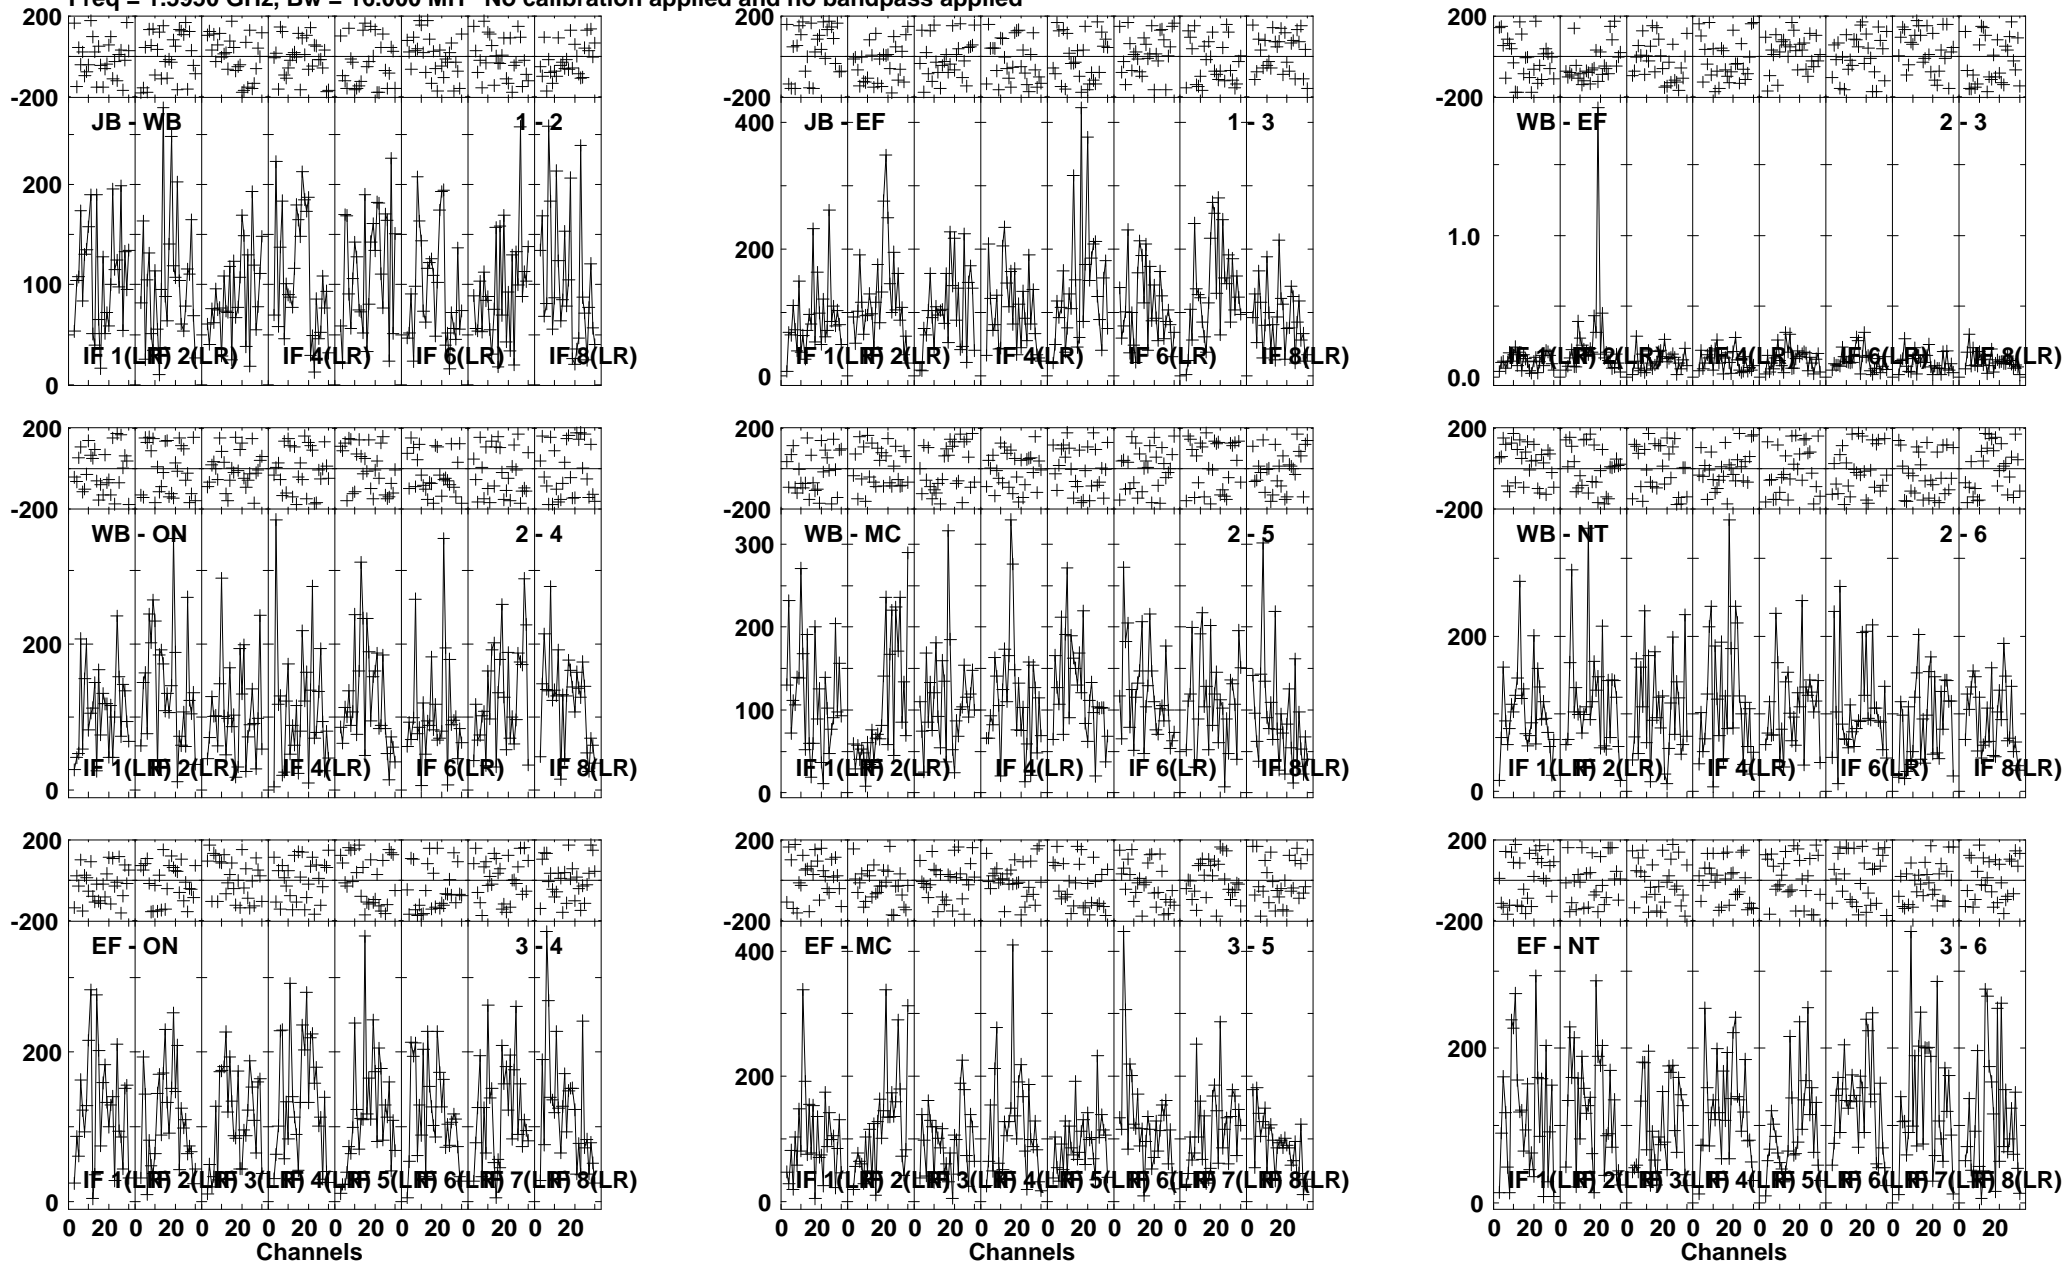 No calibration applied and no bandpass applied
200
-200
JB - WB
1 - 2
200
100
0
IF 1(LR)
IF 2(LR)
IF 4(LR)
IF 6(LR)
IF 8(LR)
200
-200
JB - EF
1 - 3
400
200
0
IF 1(LR)
IF 2(LR)
IF 4(LR)
IF 6(LR)
IF 8(LR)
200
-200
WB - EF
2 - 3
1.0
0.0
IF 1(LR)
IF 2(LR)
IF 4(LR)
IF 6(LR)
IF 8(LR)
200
-200
WB - ON
2 - 4
200
0
IF 1(LR)
IF 2(LR)
IF 4(LR)
IF 6(LR)
IF 8(LR)
200
-200
WB - MC
2 - 5
300
200
100
0
IF 1(LR)
IF 2(LR)
IF 4(LR)
IF 6(LR)
IF 8(LR)
200
-200
WB - NT
2 - 6
200
0
IF 1(LR)
IF 2(LR)
IF 4(LR)
IF 6(LR)
IF 8(LR)
200
-200
EF - ON
3 - 4
200
0
IF 1(LR)
IF 2(LR)
IF 3(LR)
IF 4(LR)
IF 5(LR)
IF 6(LR)
IF 7(LR)
IF 8(LR)
0 20 0 20 0 20 0 20 0 20 0 20 0 20 0 20
Channels
200
-200
EF - MC
3 - 5
400
200
0
IF 1(LR)
IF 2(LR)
IF 3(LR)
IF 4(LR)
IF 5(LR)
IF 6(LR)
IF 7(LR)
IF 8(LR)
0 20 0 20 0 20 0 20 0 20 0 20 0 20 0 20
Channels
200
-200
EF - NT
3 - 6
200
0
IF 1(LR)
IF 2(LR)
IF 3(LR)
IF 4(LR)
IF 5(LR)
IF 6(LR)
IF 7(LR)
IF 8(LR)
0 20 0 20 0 20 0 20 0 20 0 20 0 20 0 20
Channels